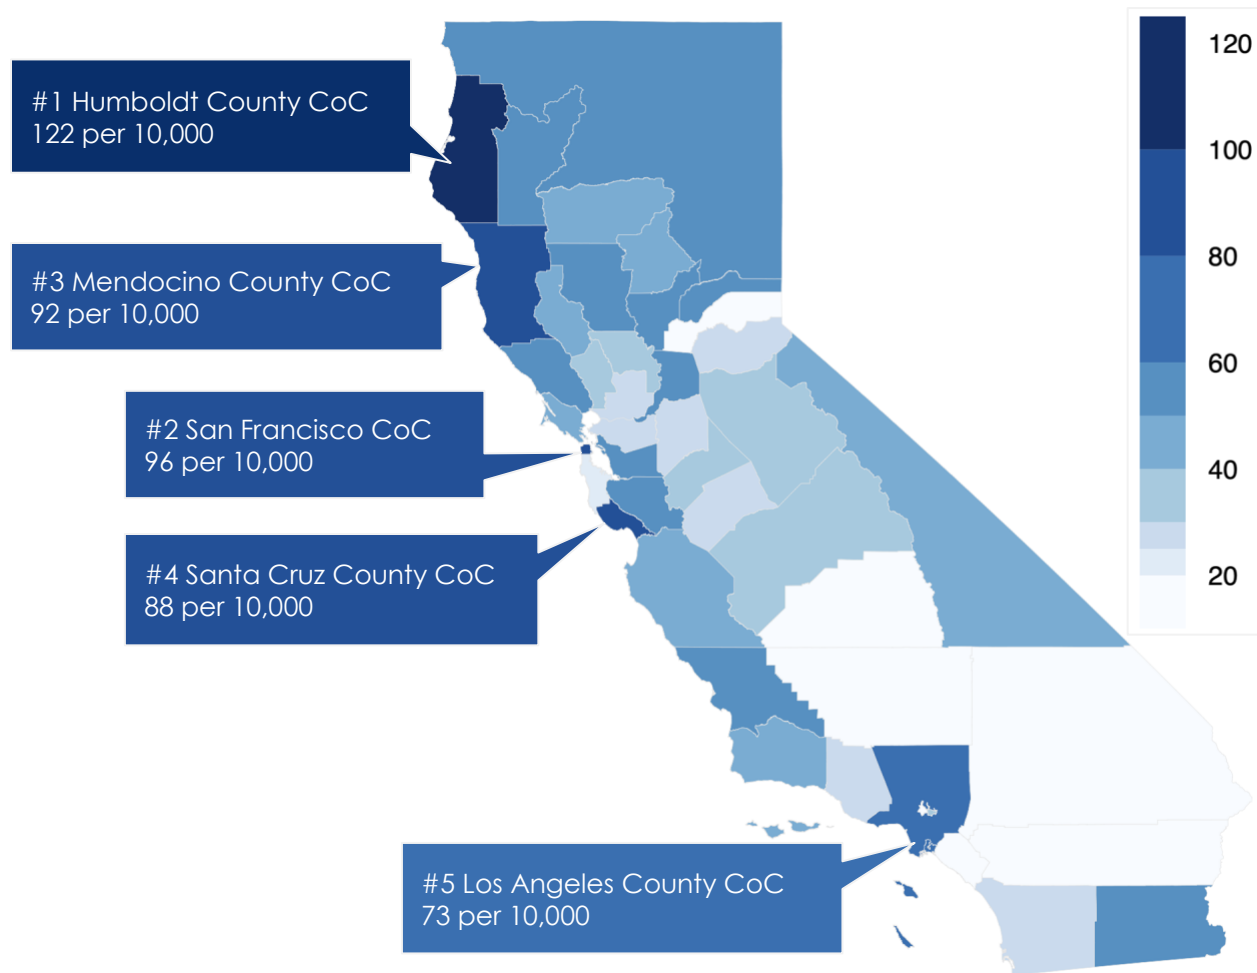 #1 Humboldt County CoC
122 per 10,000
#3 Mendocino County CoC
92 per 10,000
#2 San Francisco CoC
96 per 10,000
#4 Santa Cruz County CoC
88 per 10,000
#5 Los Angeles County CoC
73 per 10,000
120
100
80
60
40
20